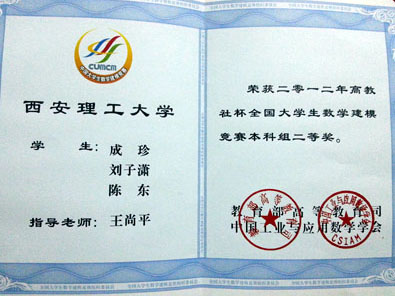 CUMCM
西安理工大学
学 生：成 珍
刘子潇
陈 东
指导老师：王尚平
荣获二〇一二年高教
社杯全国大学生数学建模
竞赛本科组二等奖。
教育部高等教育司
中国工业与应用数学学会
CSIAM